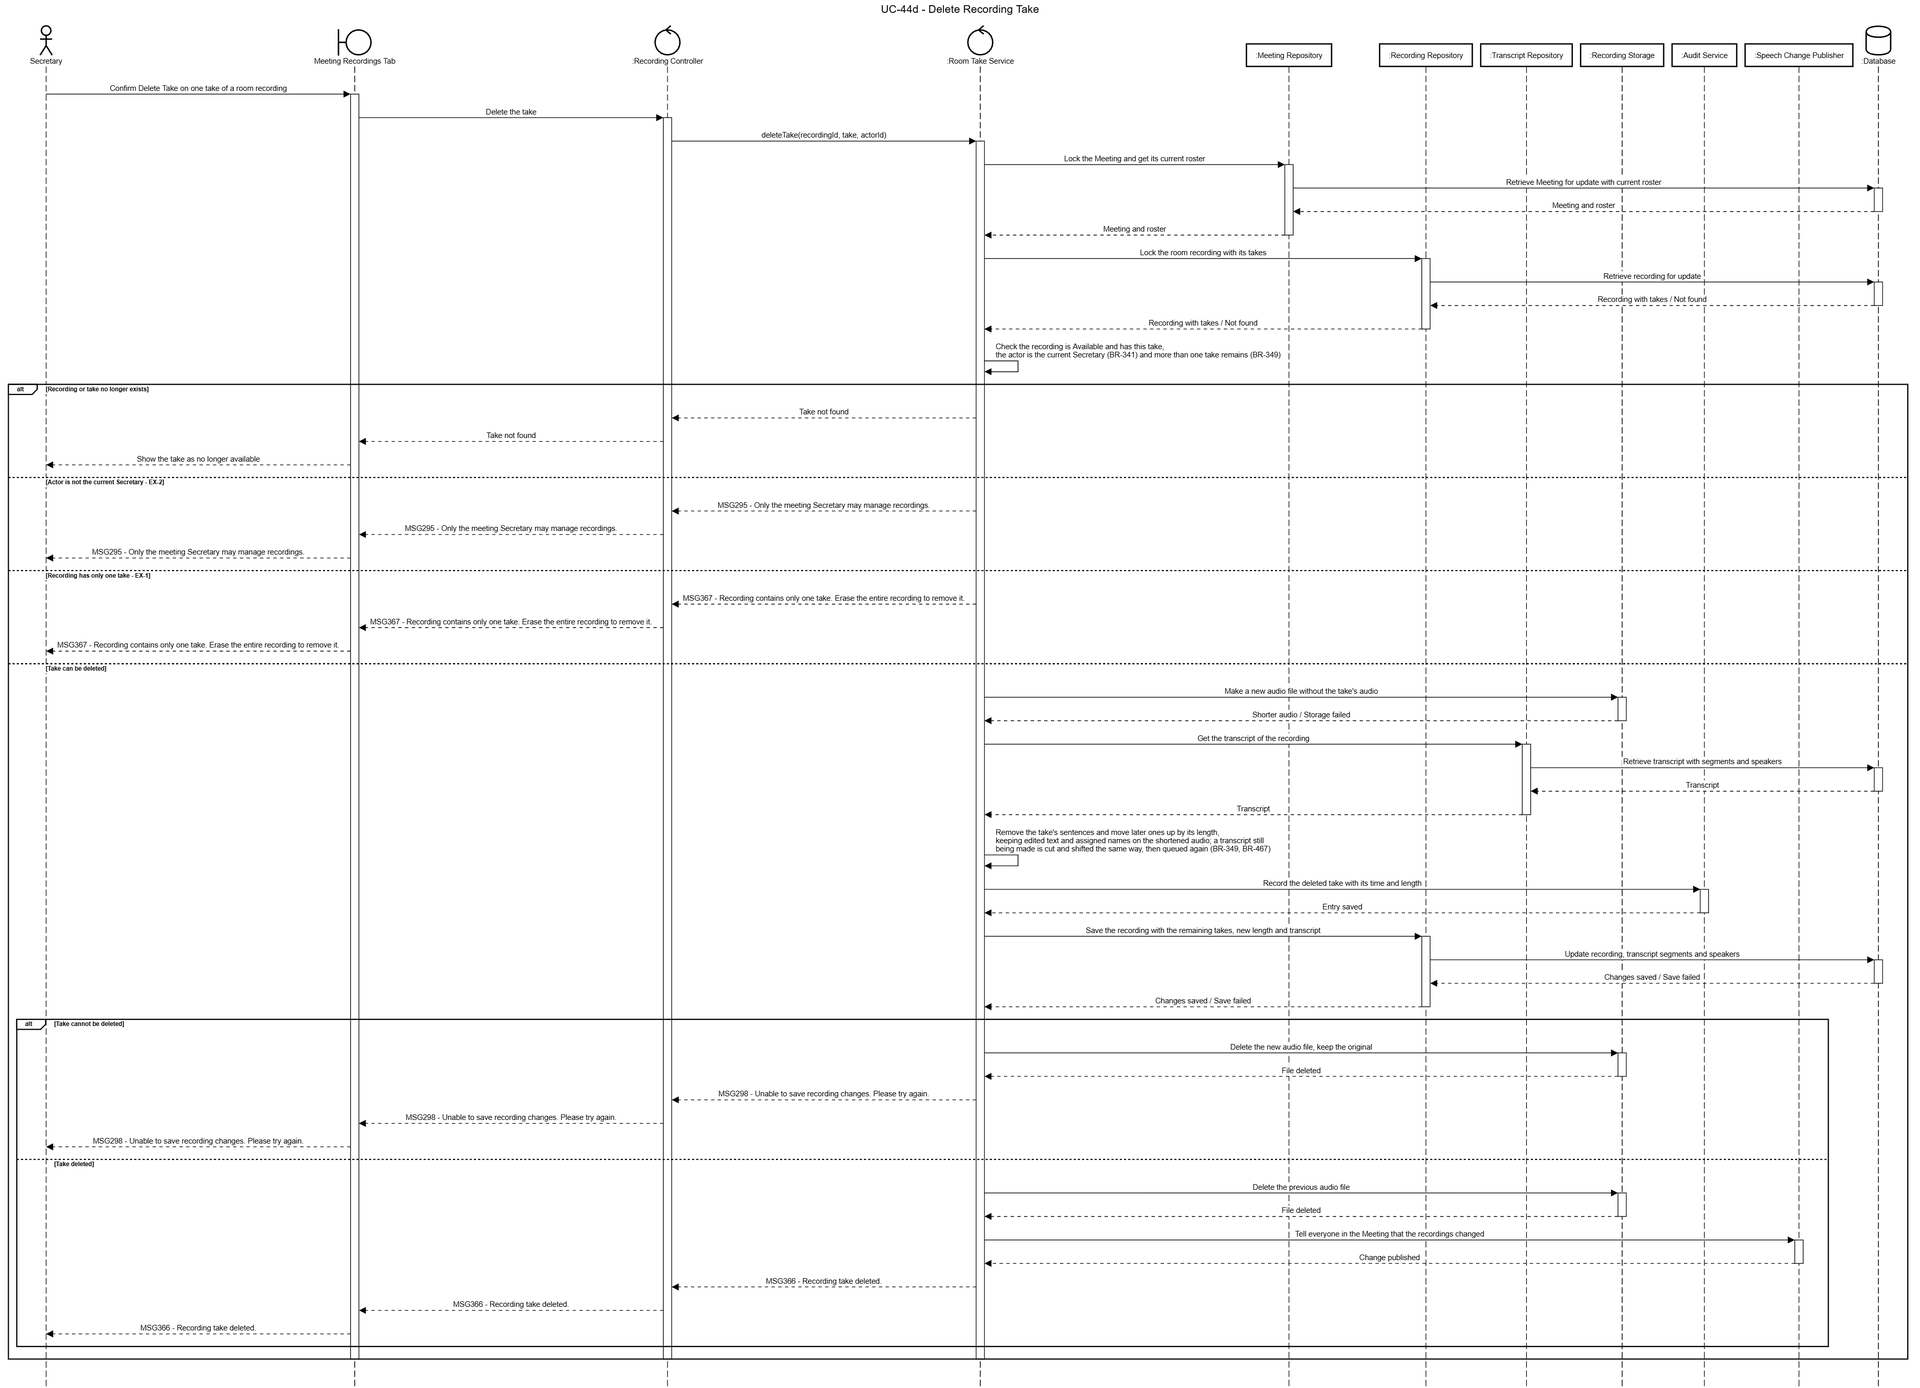 UC-44d - Delete Recording Take
Secretary
Meeting Recordings Tab
:Recording Controller
:Room Take Service
:Meeting Repository
:Recording Repository
:Transcript Repository
:Recording Storage
:Audit Service
:Speech Change Publisher
:Database
Confirm Delete Take on one take of a room recording
Delete the take
deleteTake(recordingId, take, actorId)
Lock the Meeting and get its current roster
Retrieve Meeting for update with current roster
Meeting and roster
Meeting and roster
Lock the room recording with its takes
Retrieve recording for update
Recording with takes / Not found
Recording with takes / Not found
Check the recording is Available and has this take,
the actor is the current Secretary (BR-341) and more than one take remains (BR-349)
alt
[Recording or take no longer exists]
Take not found
Take not found
Show the take as no longer available
[Actor is not the current Secretary - EX-2]
MSG295 - Only the meeting Secretary may manage recordings.
MSG295 - Only the meeting Secretary may manage recordings.
MSG295 - Only the meeting Secretary may manage recordings.
[Recording has only one take - EX-1]
MSG367 - Recording contains only one take. Erase the entire recording to remove it.
MSG367 - Recording contains only one take. Erase the entire recording to remove it.
MSG367 - Recording contains only one take. Erase the entire recording to remove it.
[Take can be deleted]
Make a new audio file without the take's audio
Shorter audio / Storage failed
Get the transcript of the recording
Retrieve transcript with segments and speakers
Transcript
Transcript
Remove the take's sentences and move later ones up by its length,
keeping edited text and assigned names on the shortened audio; a transcript still
being made is cut and shifted the same way, then queued again (BR-349, BR-467)
Record the deleted take with its time and length
Entry saved
Save the recording with the remaining takes, new length and transcript
Update recording, transcript segments and speakers
Changes saved / Save failed
Changes saved / Save failed
alt
[Take cannot be deleted]
Delete the new audio file, keep the original
File deleted
MSG298 - Unable to save recording changes. Please try again.
MSG298 - Unable to save recording changes. Please try again.
MSG298 - Unable to save recording changes. Please try again.
[Take deleted]
Delete the previous audio file
File deleted
Tell everyone in the Meeting that the recordings changed
Change published
MSG366 - Recording take deleted.
MSG366 - Recording take deleted.
MSG366 - Recording take deleted.